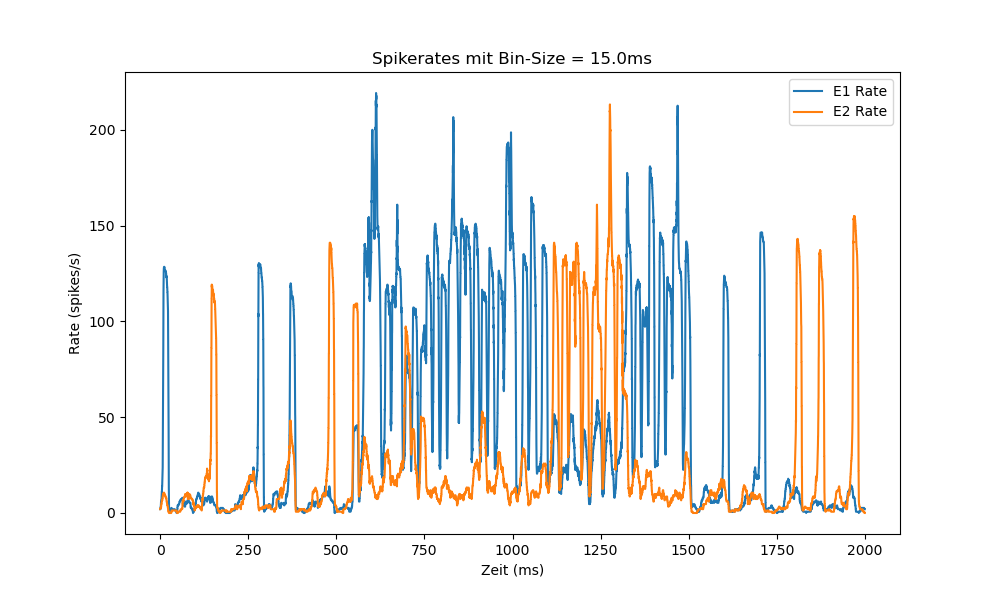 Spikerates mit Bin-Size = 15.0ms
E1 Rate
E2 Rate
200
150
100
50
0
Rate (spikes/s)
0 250 500 750 1000 1250 1500 1750 2000
Zeit (ms)